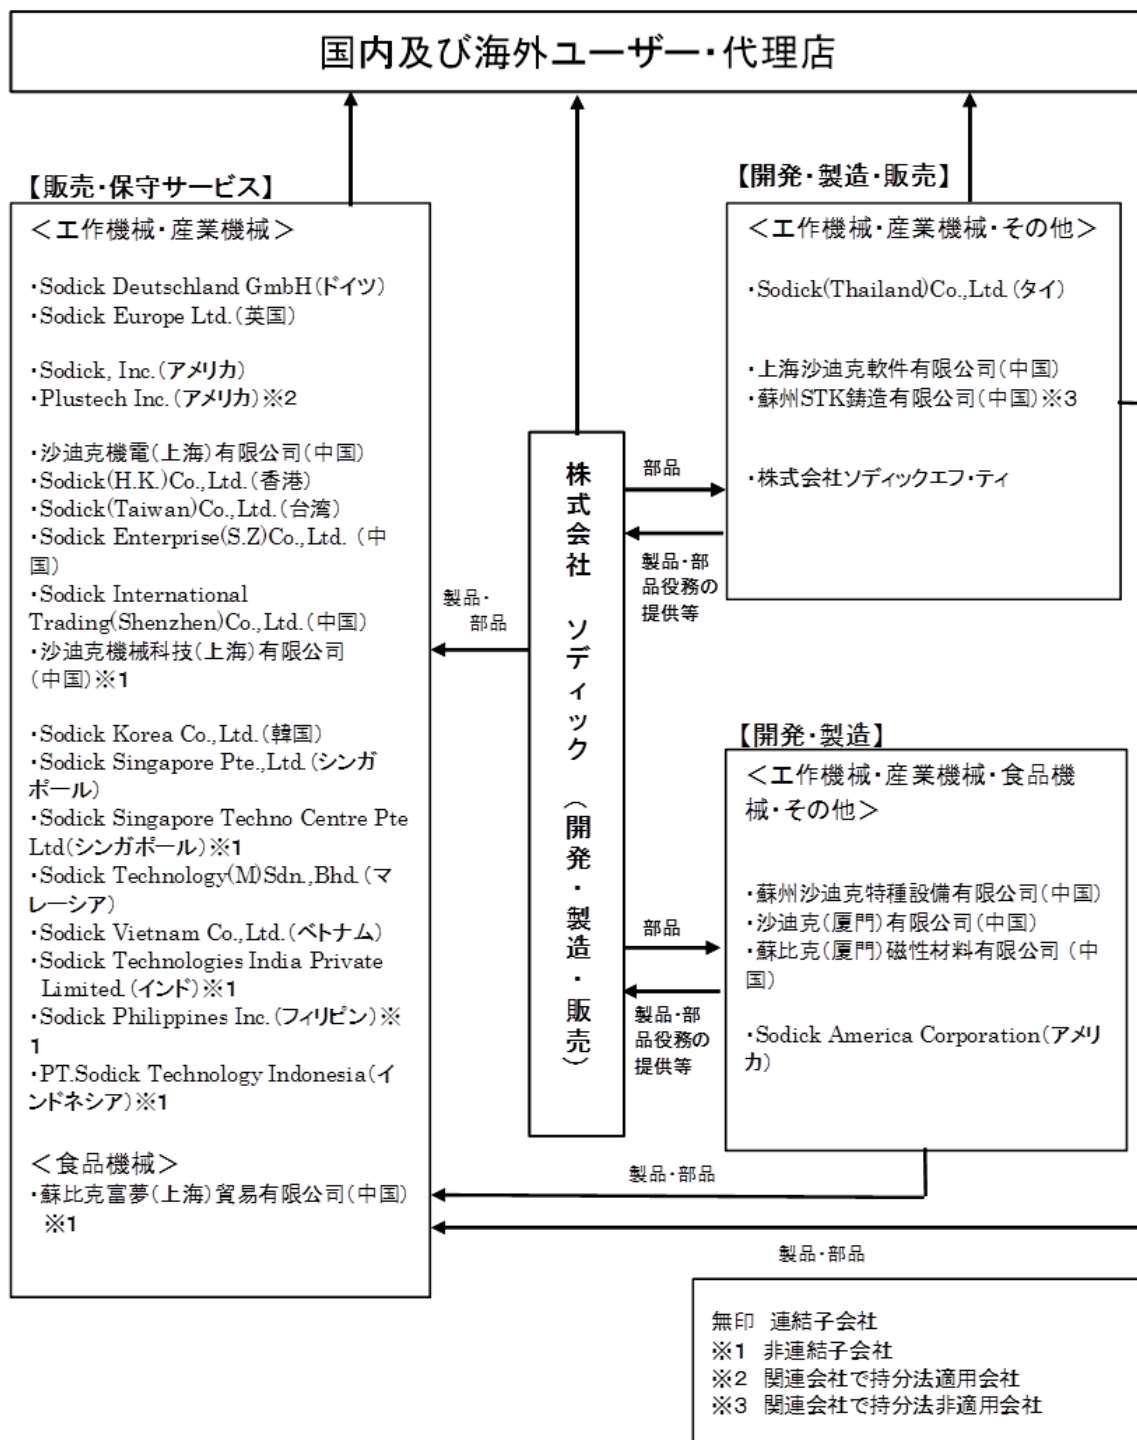 国内及び海外ユーザー・代理店
【販売・保守サービス】
＜工作機械・産業機械＞
・Sodick Deutschland GmbH(ドイツ)
・Sodick Europe Ltd.(英国)
・Sodick, Inc.(アメリカ)
・Plustech Inc.(アメリカ)※2
・沙迪克機電(上海)有限公司(中国)
・Sodick(H.K.)Co.,Ltd.(香港)
・Sodick(Taiwan)Co.,Ltd.(台湾)
・Sodick Enterprise(S.Z)Co.,Ltd. (中
国)
・Sodick International
Trading(Shenzhen)Co.,Ltd.(中国)
・沙迪克機械科技(上海)有限公司
(中国)※1
・Sodick Korea Co.,Ltd.(韓国)
・Sodick Singapore Pte.,Ltd.(シンガ
ポール)
・Sodick Singapore Techno Centre Pte
Ltd(シンガポール)※1
・Sodick Technology(M)Sdn.,Bhd.(マ
レーシア)
・Sodick Vietnam Co.,Ltd.(ベトナム)
・Sodick Technologies India Private
Limited.(インド)※1
・Sodick Philippines Inc.(フィリピン)※
1
・PT.Sodick Technology Indonesia(イ
ンドネシア)※1
＜食品機械＞
・蘇比克富夢(上海)貿易有限公司(中国)
※1
製品・
部品
株式会社 ソディック (開発・製造・販売)
部品
製品・部
品役務の
提供等
【開発・製造・販売】
＜工作機械・産業機械・その他＞
・Sodick(Thailand)Co.,Ltd.(タイ)
・上海沙迪克軟件有限公司(中国)
・蘇州STK鋳造有限公司(中国)※3
・株式会社ソディックエフ・ティ
部品
製品・部
品役務の
提供等
【開発・製造】
＜工作機械・産業機械・食品機
械・その他＞
・蘇州沙迪克特種設備有限公司(中国)
・沙迪克(厦門)有限公司(中国)
・蘇比克(厦門)磁性材料有限公司 (中
国)
・Sodick America Corporation(アメリ
カ)
製品・部品
製品・部品
無印 連結子会社
※1 非連結子会社
※2 関連会社で持分法適用会社
※3 関連会社で持分法非適用会社